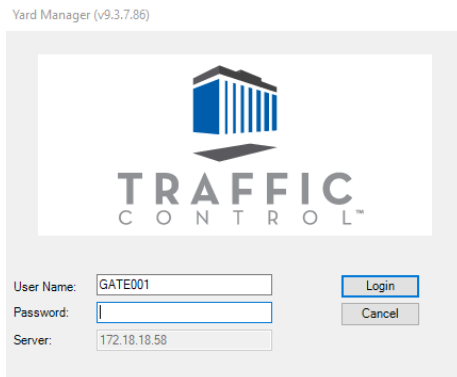 Yard Manager (v9.3.7.86)
TRAFFIC
CONTROL™
User Name: GATE001 Login
Password: Cancel
Server: 172.18.18.58